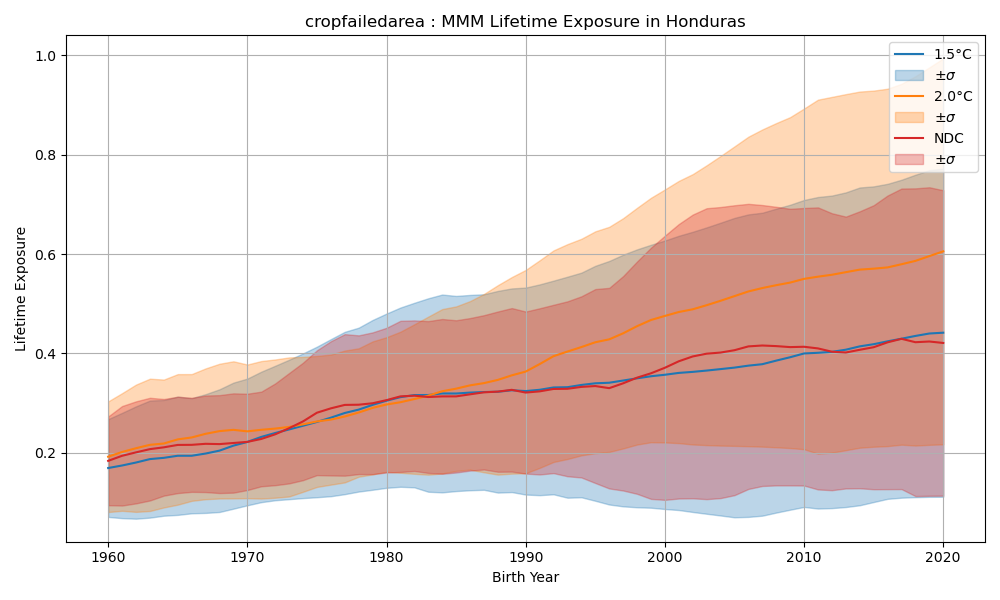 cropfailedarea : MMM Lifetime Exposure in Honduras
1.0
0.8
0.6
0.4
0.2
Lifetime Exposure
1960
1970
1980
1990
2000
2010
2020
Birth Year
1.5°C
±σ
2.0°C
±σ
NDC
±σ